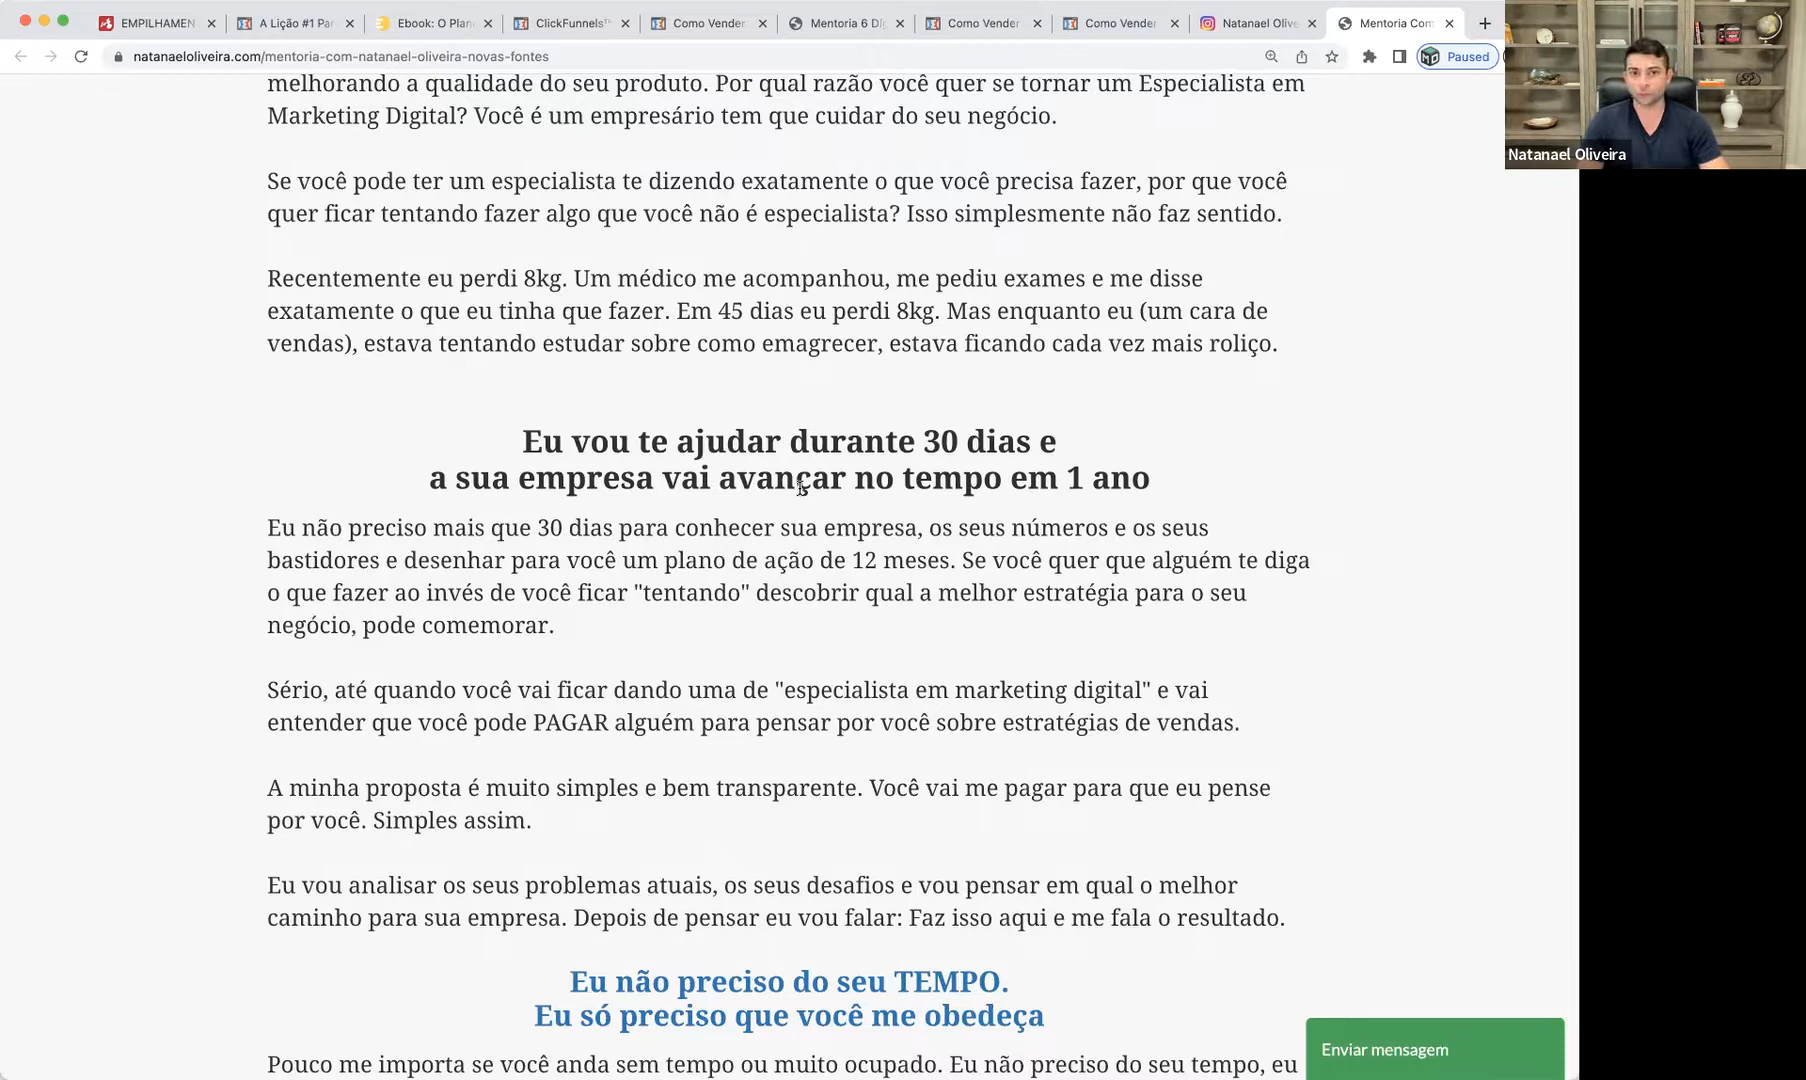 EMPILHAMEN
A Lição #1 Par
Ebook: O Plan
ClickFunnels™
Como Vender
Mentoria 6 Díg
Como Vender
Como Vender
Natanael Olive
Mentoria Com
natanaeloliveira.com/mentoria-com-natanael-oliveira-novas-fontes
Paused
Natanael Oliveira
melhorando a qualidade do seu produto. Por qual razão você quer se tornar um Especialista em
Marketing Digital? Você é um empresário tem que cuidar do seu negócio.
Se você pode ter um especialista te dizendo exatamente o que você precisa fazer, por que você
quer ficar tentando fazer algo que você não é especialista? Isso simplesmente não faz sentido.
Recentemente eu perdi 8kg. Um médico me acompanhou, me pediu exames e me disse
exatamente o que eu tinha que fazer. Em 45 dias eu perdi 8kg. Mas enquanto eu (um cara de
vendas), estava tentando estudar sobre como emagrecer, estava ficando cada vez mais roliço.
Eu vou te ajudar durante 30 dias e
a sua empresa vai avançar no tempo em 1 ano
Eu não preciso mais que 30 dias para conhecer sua empresa, os seus números e os seus
bastidores e desenhar para você um plano de ação de 12 meses. Se você quer que alguém te diga
o que fazer ao invés de você ficar "tentando" descobrir qual a melhor estratégia para o seu
negócio, pode comemorar.
Sério, até quando você vai ficar dando uma de "especialista em marketing digital" e vai
entender que você pode PAGAR alguém para pensar por você sobre estratégias de vendas.
A minha proposta é muito simples e bem transparente. Você vai me pagar para que eu pense
por você. Simples assim.
Eu vou analisar os seus problemas atuais, os seus desafios e vou pensar em qual o melhor
caminho para sua empresa. Depois de pensar eu vou falar: Faz isso aqui e me fala o resultado.
Eu não preciso do seu TEMPO.
Eu só preciso que você me obedeça
Pouco me importa se você anda sem tempo ou muito ocupado. Eu não preciso do seu tempo, eu
Enviar mensagem